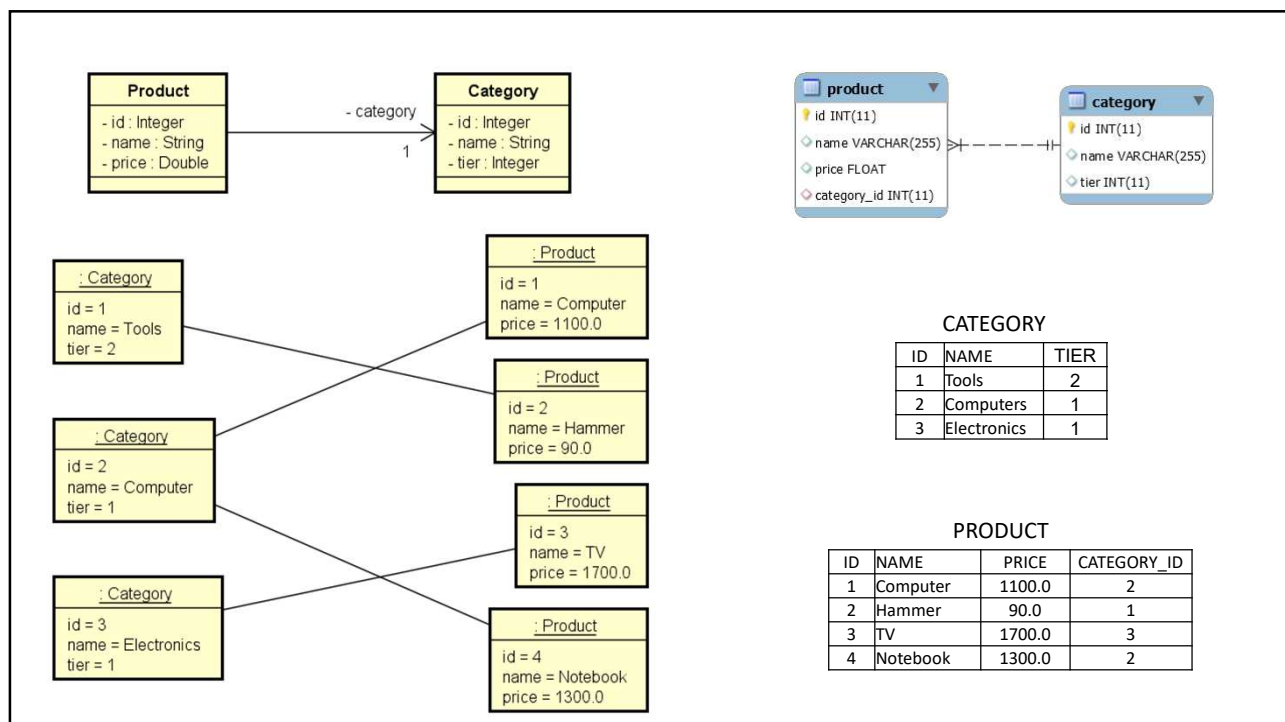 Product
- id : Integer
- name : String
- price : Double
- category
1
Category
- id : Integer
- name : String
- tier : Integer
product
id INT(11)
name VARCHAR(255)
price FLOAT
category_id INT(11)
category
id INT(11)
name VARCHAR(255)
tier INT(11)
: Category
id = 1
name = Tools
tier = 2
: Category
id = 2
name = Computer
tier = 1
: Category
id = 3
name = Electronics
tier = 1
: Product
id = 1
name = Computer
price = 1100.0
: Product
id = 2
name = Hammer
price = 90.0
: Product
id = 3
name = TV
price = 1700.0
: Product
id = 4
name = Notebook
price = 1300.0
CATEGORY
ID NAME TIER
1 Tools 2
2 Computers 1
3 Electronics 1
PRODUCT
ID NAME PRICE CATEGORY_ID
1 Computer 1100.0 2
2 Hammer 90.0 1
3 TV 1700.0 3
4 Notebook 1300.0 2